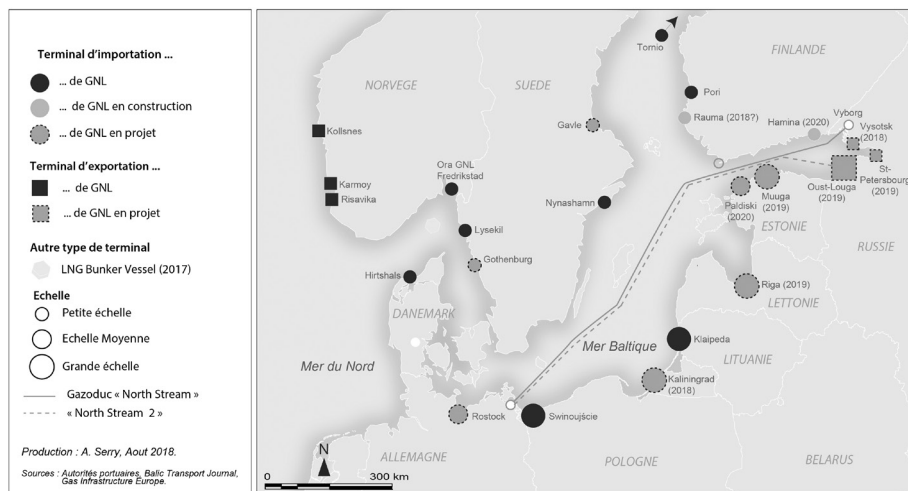 Terminal d'importation ...
... de GNL
... de GNL en construction
... de GNL en projet
Terminal d'exportation ...
... de GNL
... de GNL en projet
Autre type de terminal
LNG Bunker Vessel (2017)
Echelle
Petite échelle
Echelle Moyenne
Grande échelle
Gazoduc « North Stream »
« North Stream 2 »
Production : A. Serry, Aout 2018.
Sources : Autorités portuaires, Balic Transport Journal,
Gas Infrastructure Europe.
Tornio
FINLANDE
NORVEGE
SUEDE
Pori
Rauma (2018?)
Hamina (2020)
Vyborg
Vysotsk
(2018)
Gavle
Kollsnes
St-
Petersbourg
(2019)
Ora GNL
Fredrikstad
Karmoy
Risavika
Oust-Louga
(2019)
Muuga
(2019)
Paldiski
(2020)
Nynashamn
ESTONIE
RUSSIE
Lysekil
Gothenburg
Hirtshals
Riga (2019)
LETTONIE
DANEMARK
Mer Baltique
Klaipeda
LITUANIE
Mer du Nord
Kaliningrad
(2018)
Rostock
Swinoujście
N
ALLEMAGNE
POLOGNE
BELARUS
0 300 km